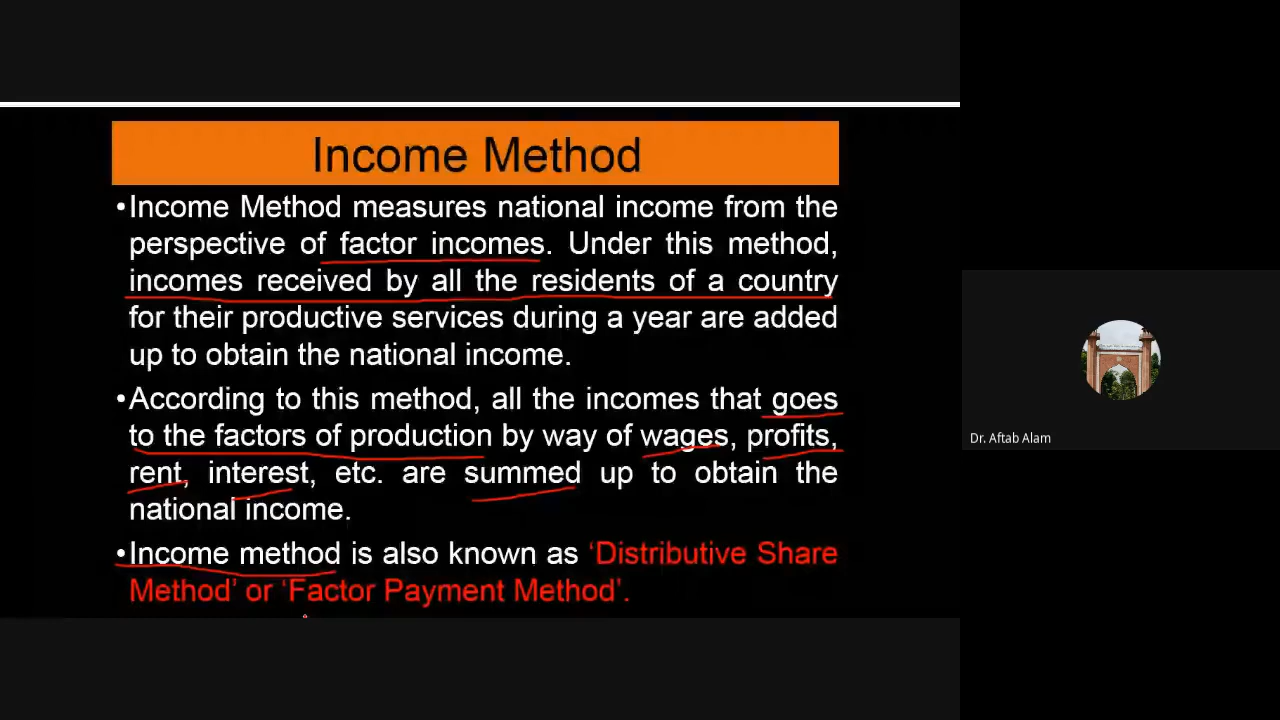 Income Method
•Income Method measures national income from the
perspective of factor incomes. Under this method,
incomes received by all the residents of a country
for their productive services during a year are added
up to obtain the national income.
•According to this method, all the incomes that goes
to the factors of production by way of wages, profits,
rent, interest, etc. are summed up to obtain the
national income.
•Income method is also known as ‘Distributive Share
Method’ or ‘Factor Payment Method’.
Dr. Aftab Alam